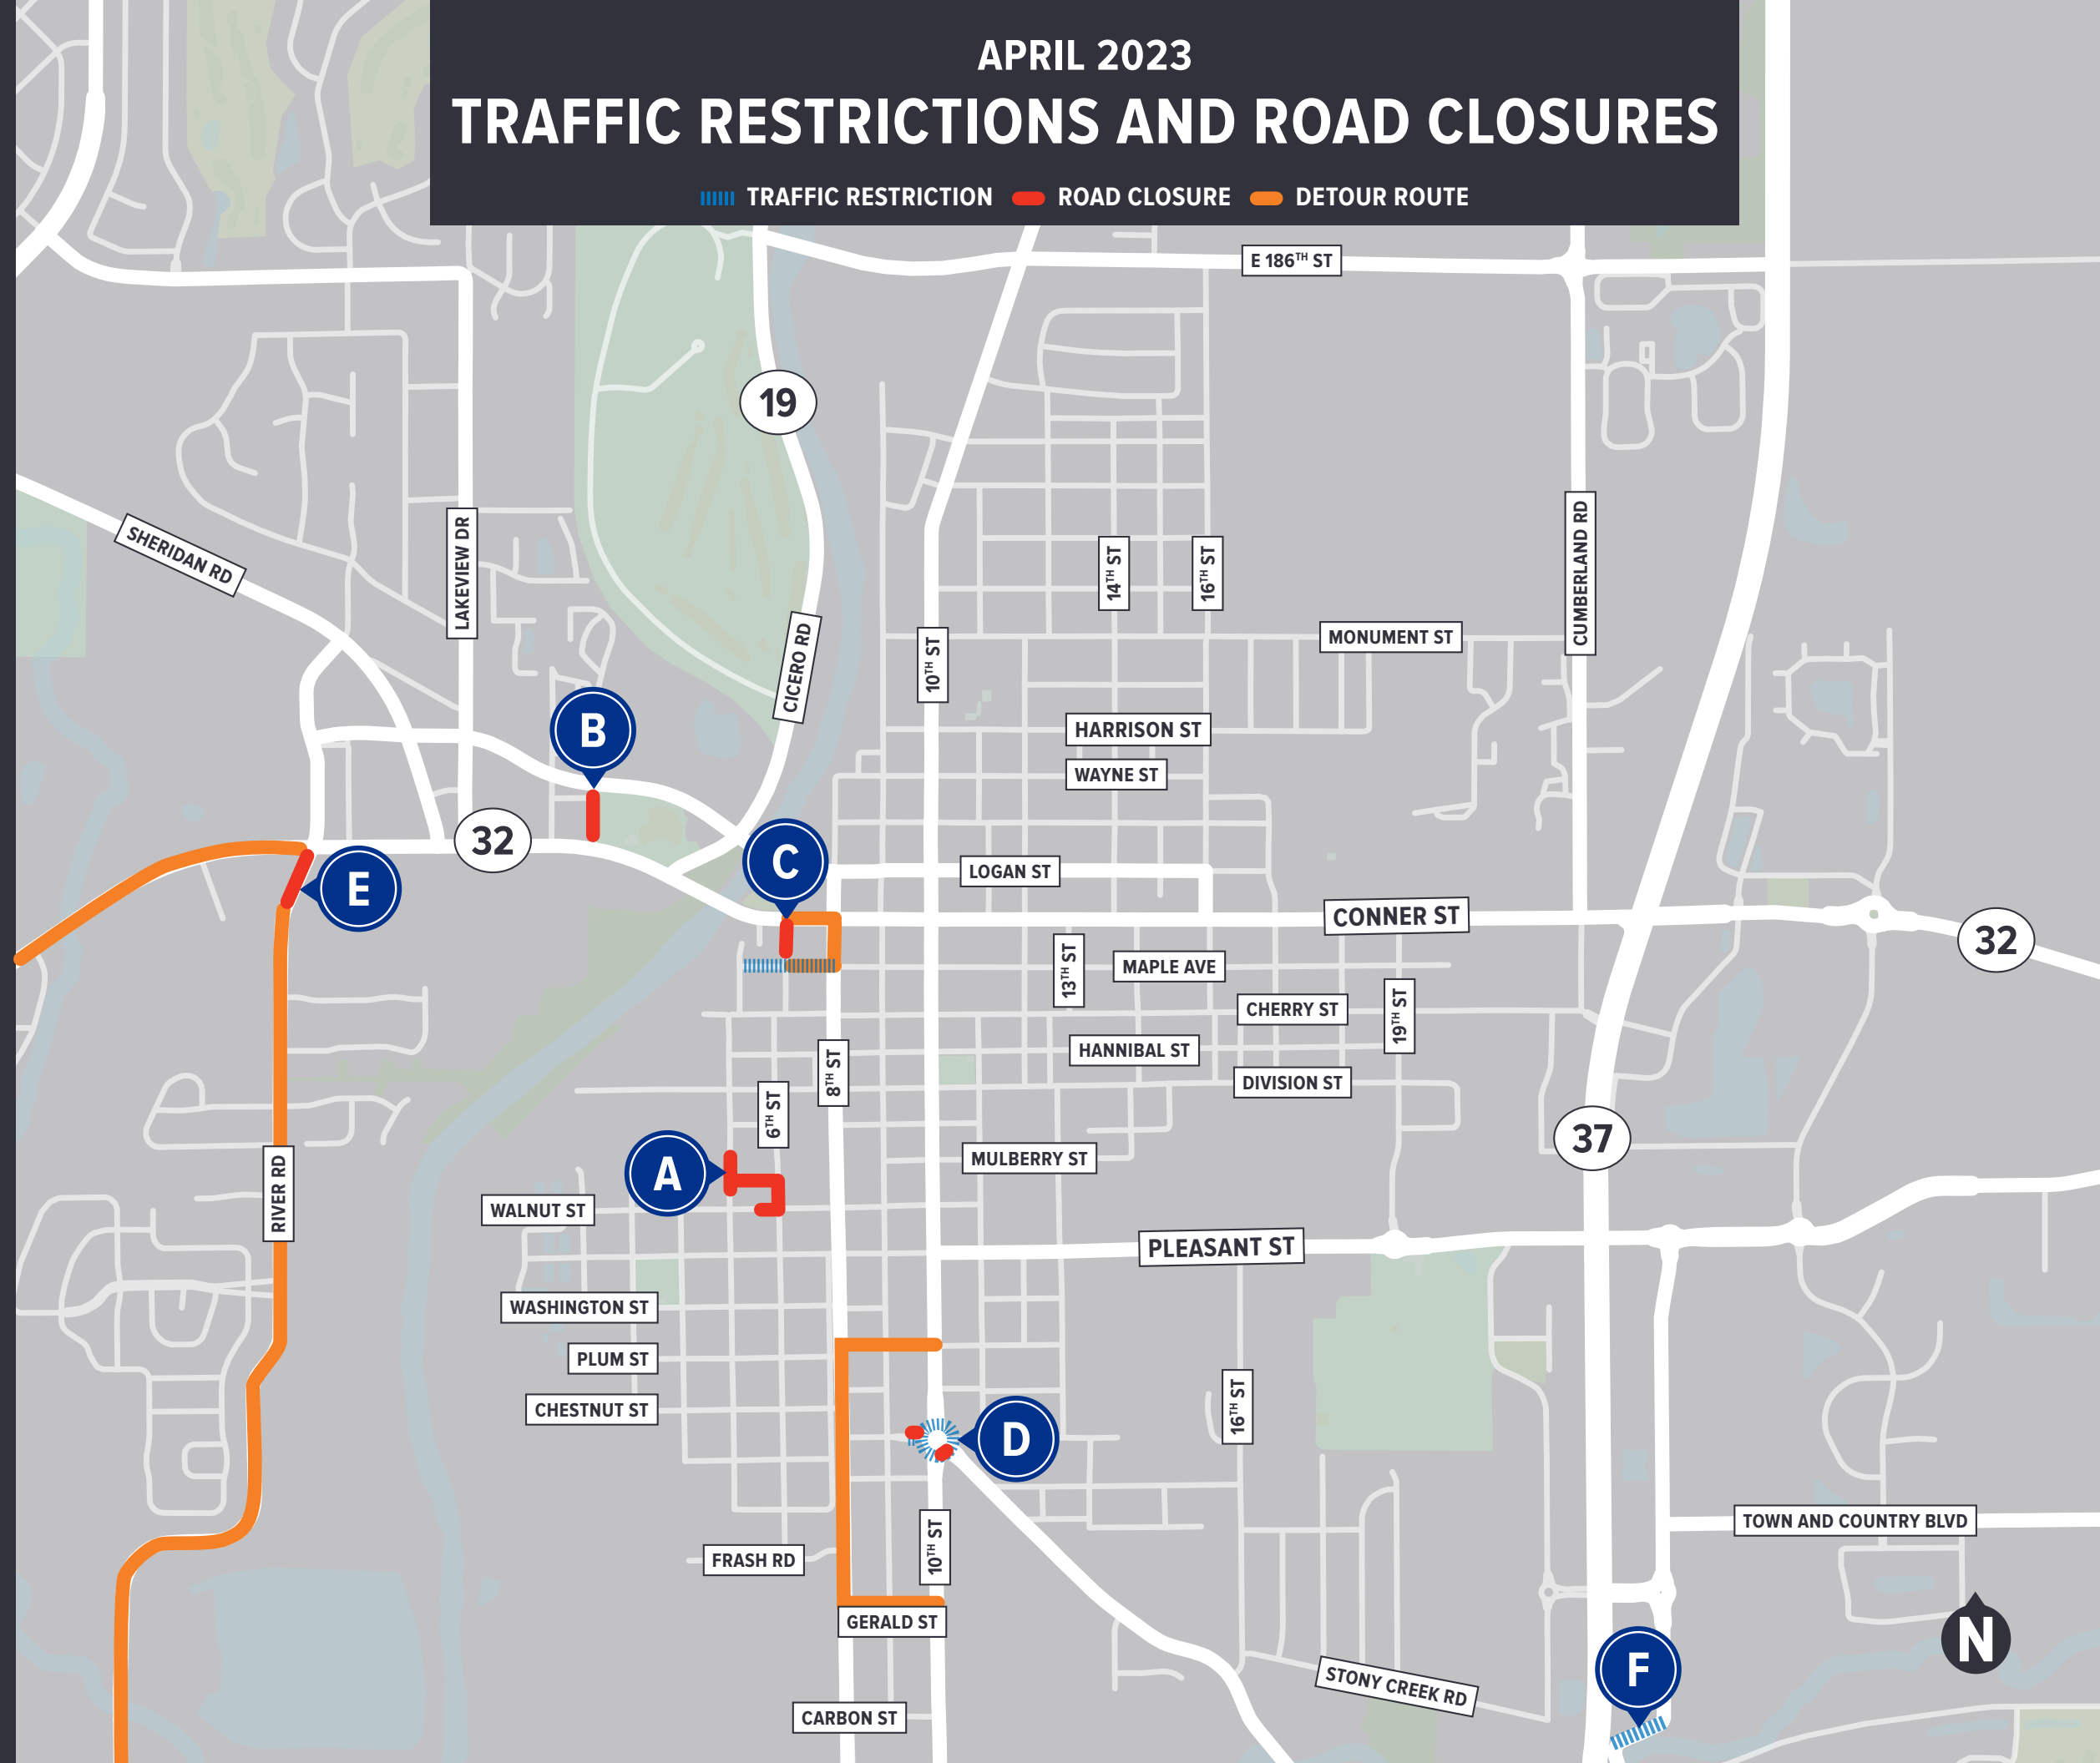 APRIL 2023
TRAFFIC RESTRICTIONS AND ROAD CLOSURES
TRAFFIC RESTRICTION ROAD CLOSURE DETOUR ROUTE
E 186TH ST
19
SHERIDAN RD
LAKEVIEW DR
14TH ST
16TH ST
CUMBERLAND RD
CICERO RD
10TH ST
MONUMENT ST
B
HARRISON ST
WAYNE ST
32
C
E
LOGAN ST
CONNER ST
32
13TH ST
MAPLE AVE
CHERRY ST
19TH ST
HANNIBAL ST
8TH ST
DIVISION ST
6TH ST
37
A
MULBERRY ST
RIVER RD
WALNUT ST
PLEASANT ST
WASHINGTON ST
PLUM ST
CHESTNUT ST
16TH ST
D
TOWN AND COUNTRY BLVD
10TH ST
FRASH RD
GERALD ST
N
F
STONY CREEK RD
CARBON ST